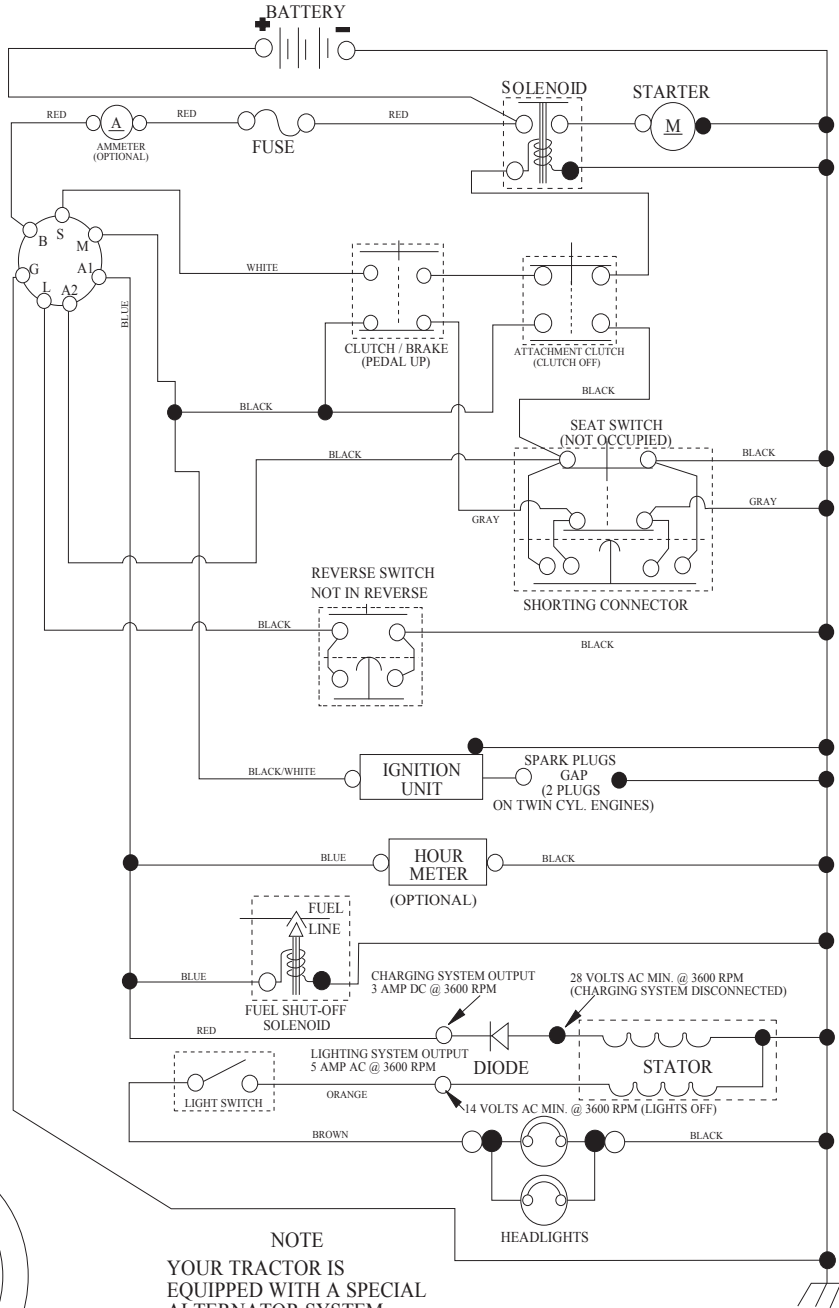 BATTERY
SOLENOID
STARTER
RED
A
RED
RED
M
AMMETER
(OPTIONAL)
FUSE
B
S
M
G
A1
L
A2
BLUE
WHITE
CLUTCH / BRAKE
(PEDAL UP)
ATTACHMENT CLUTCH
(CLUTCH OFF)
BLACK
BLACK
SEAT SWITCH
(NOT OCCUPIED)
BLACK
BLACK
GRAY
GRAY
REVERSE SWITCH
NOT IN REVERSE
SHORTING CONNECTOR
BLACK
BLACK
BLACK/WHITE
IGNITION
UNIT
SPARK PLUGS
GAP
(2 PLUGS
ON TWIN CYL. ENGINES)
BLUE
HOUR
METER
BLACK
(OPTIONAL)
FUEL
LINE
BLUE
FUEL SHUT-OFF
SOLENOID
CHARGING SYSTEM OUTPUT
3 AMP DC @ 3600 RPM
28 VOLTS AC MIN. @ 3600 RPM
(CHARGING SYSTEM DISCONNECTED)
RED
LIGHTING SYSTEM OUTPUT
5 AMP AC @ 3600 RPM
DIODE
STATOR
LIGHT SWITCH
ORANGE
14 VOLTS AC MIN. @ 3600 RPM (LIGHTS OFF)
BROWN
BLACK
HEADLIGHTS
NOTE
YOUR TRACTOR IS
EQUIPPED WITH A SPECIAL
ALTERNATOR SYSTEM